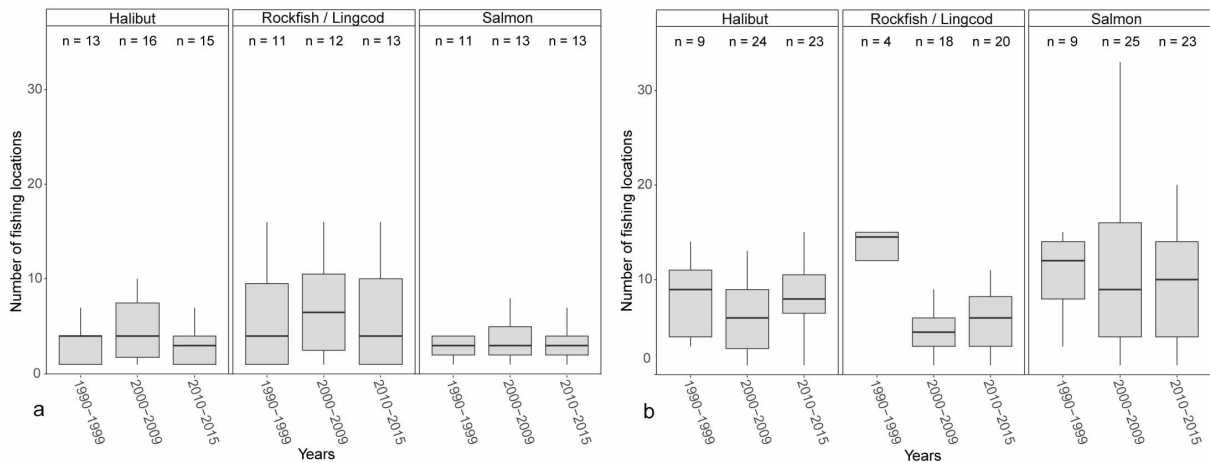 Halibut
Rockfish / Lingcod
Salmon
n = 13 n = 16 n = 15
n = 11 n = 12 n = 13
n = 11 n = 13 n = 13
Number of fishing locations
30
20
10
0
1990–1999
2000–2009
2010–2015
1990–1999
2000–2009
2010–2015
1990–1999
2000–2009
2010–2015
a
Years
Halibut
Rockfish / Lingcod
Salmon
n = 9 n = 24 n = 23
n = 4 n = 18 n = 20
n = 9 n = 25 n = 23
Number of fishing locations
30
20
10
0
1990–1999
2000–2009
2010–2015
1990–1999
2000–2009
2010–2015
1990–1999
2000–2009
2010–2015
b
Years